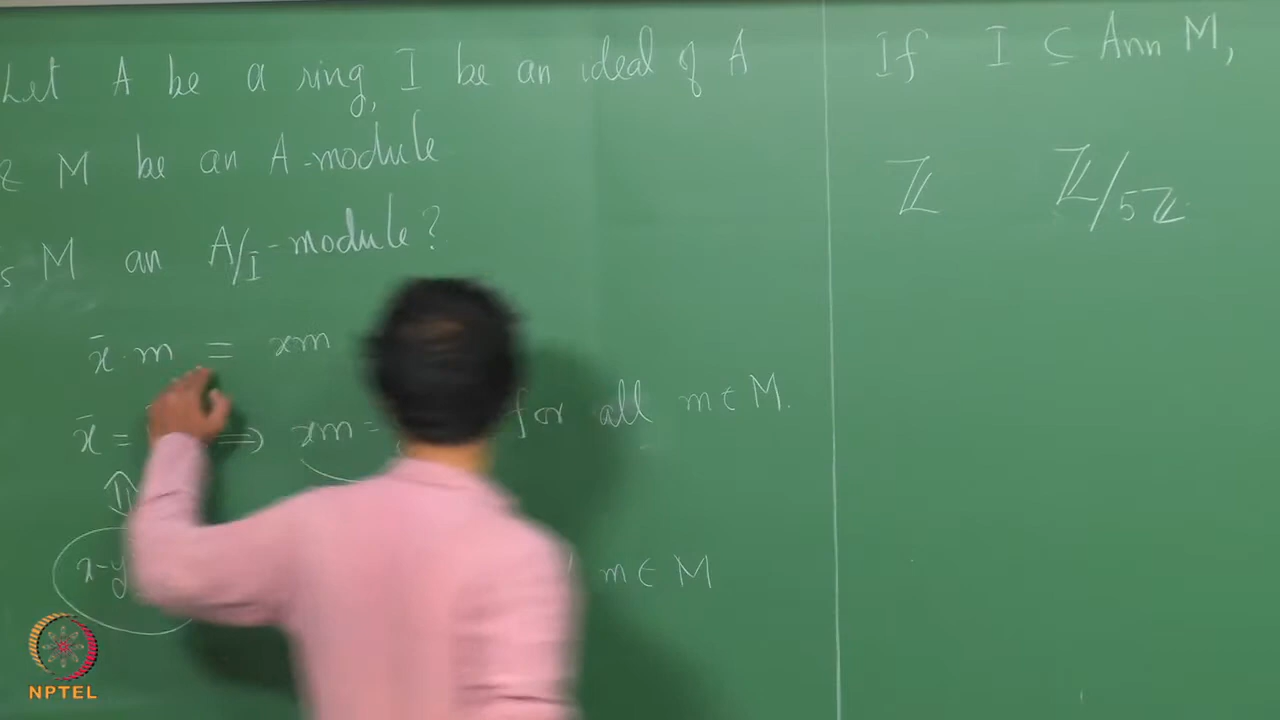 Let A be a ring, I be an ideal of A
& M be an A-module
M an A/I-module?
x̄·m = xm
x̄ = ⇒ xm = for all m ∈ M.
⇕
x-y m ∈ M
If I ⊆ Ann M,
ℤ ℤ/5ℤ
NPTEL